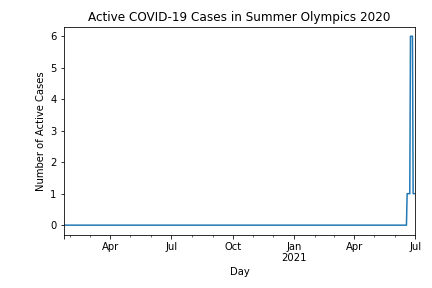 Active COVID-19 Cases in Summer Olympics 2020
Number of Active Cases
6
5
4
3
2
1
0
Apr Jul Oct Jan Apr Jul
2021
Day